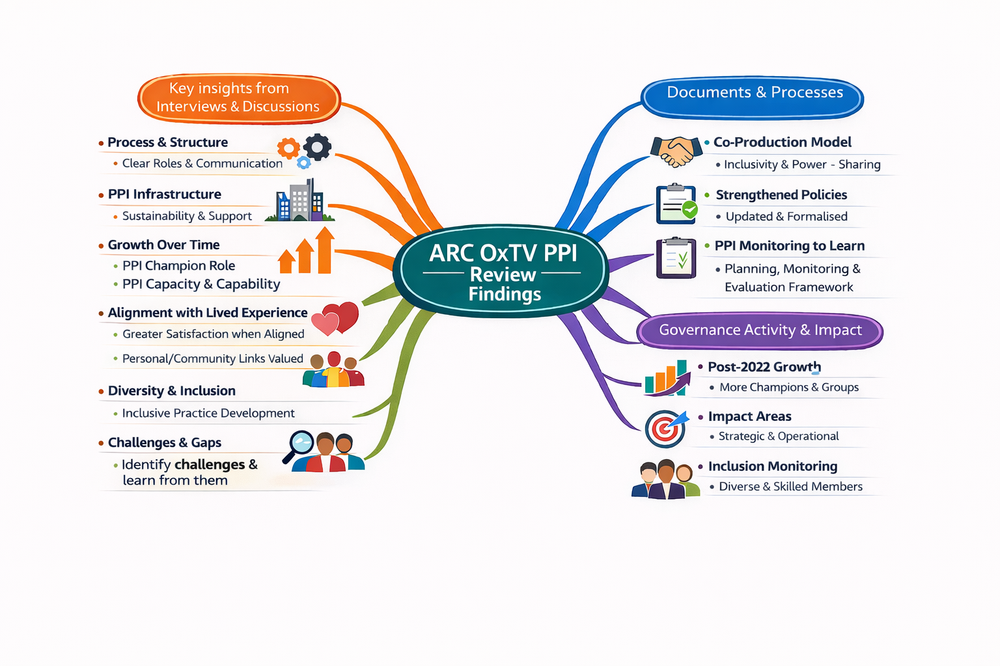 Key insights from
Interviews & Discussions
• Process & Structure
• Clear Roles & Communication
• PPI Infrastructure
• Sustainability & Support
• Growth Over Time
• PPI Champion Role
• PPI Capacity & Capability
• Alignment with Lived Experience
• Greater Satisfaction when Aligned
• Personal/Community Links Valued
• Diversity & Inclusion
• Inclusive Practice Development
• Challenges & Gaps
• Identify challenges &
learn from them
ARC OxTV PPI
Review
Findings
Documents & Processes
• Co-Production Model
• Inclusivity & Power - Sharing
• Strengthened Policies
• Updated & Formalised
• PPI Monitoring to Learn
• Planning, Monitoring &
Evaluation Framework
Governance Activity & Impact
• Post-2022 Growth
• More Champions & Groups
• Impact Areas
• Strategic & Operational
• Inclusion Monitoring
• Diverse & Skilled Members